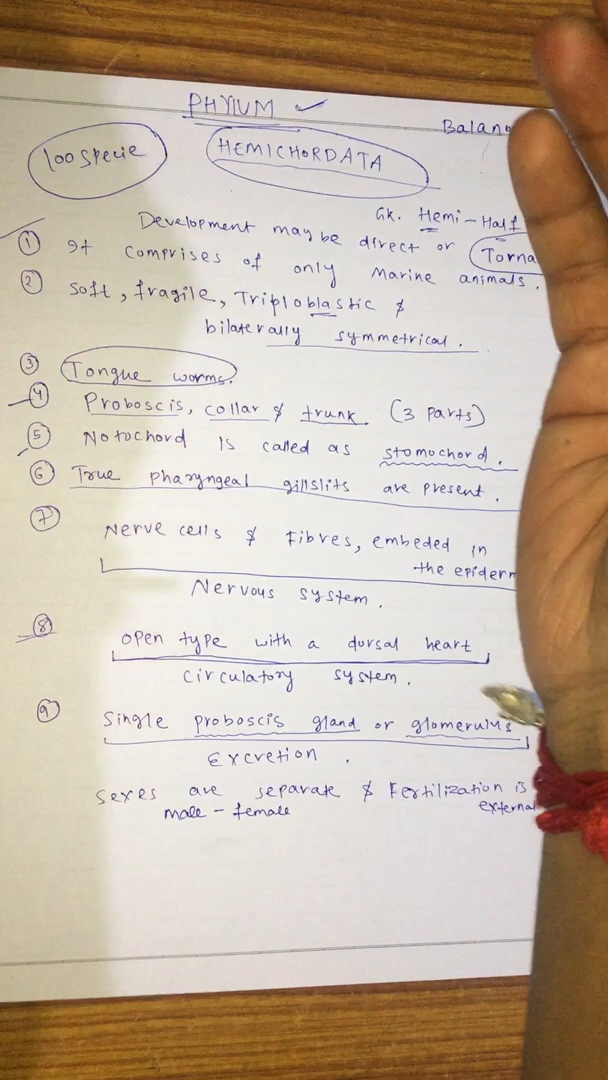 PHYLUM
Balan
100 specie
HEMICHORDATA
Gk. Hemi - Half
Development may be direct or Torna
① It comprises of only Marine animals.
② Soft, fragile, Triploblastic &
bilaterally symmetrical.
③ Tongue worms.
④ Proboscis, collar & trunk. (3 parts)
⑤ Notochord is called as stomochord.
⑥ True pharyngeal gillslits are present.
⑦ Nerve cells & Fibres, embeded in
the epiderm
Nervous system.
⑧ open type with a dorsal heart
circulatory system.
⑨ Single proboscis gland or glomerulus
Excretion.
Sexes are separate & Fertilization is
male - female
external